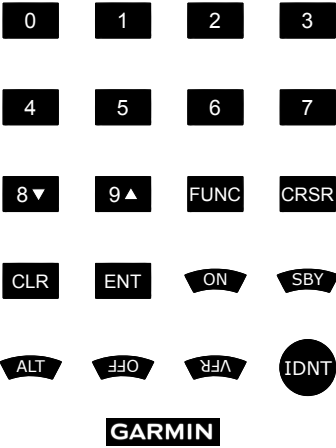 0 1 2 3
4 5 6 7
8▼ 9▲ FUNC CRSR
CLR ENT ON SBY
ALT OFF VFR IDNT
GARMIN